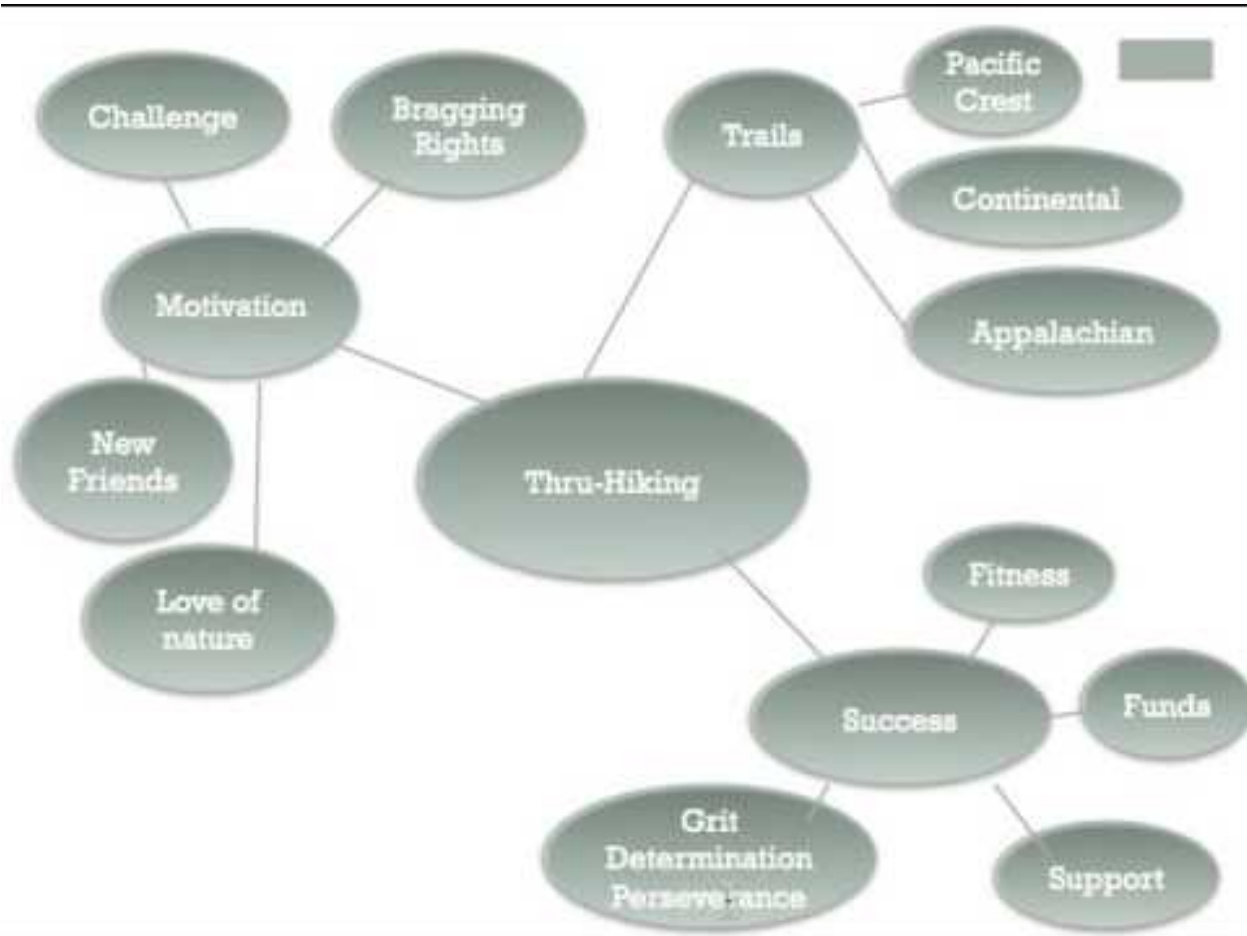 Challenge
Bragging
Rights
Trails
Pacific
Crest
Continental
Appalachian
Motivation
New
Friends
Love of
nature
Thru-Hiking
Fitness
Success
Funds
Grit
Determination
Perseverance
Support